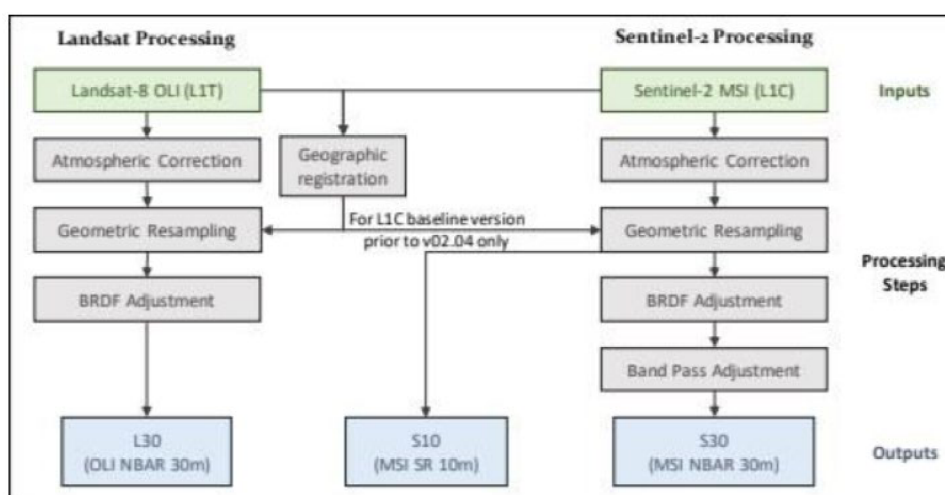 Landsat Processing
Sentinel-2 Processing
Landsat-8 OLI (L1T)
Sentinel-2 MSI (L1C)
Inputs
Atmospheric Correction
Geographic
registration
Atmospheric Correction
Geometric Resampling
For L1C baseline version
prior to v02.04 only
Geometric Resampling
Processing
Steps
BRDF Adjustment
BRDF Adjustment
Band Pass Adjustment
L30
(OLI NBAR 30m)
S10
(MSI SR 10m)
S30
(MSI NBAR 30m)
Outputs